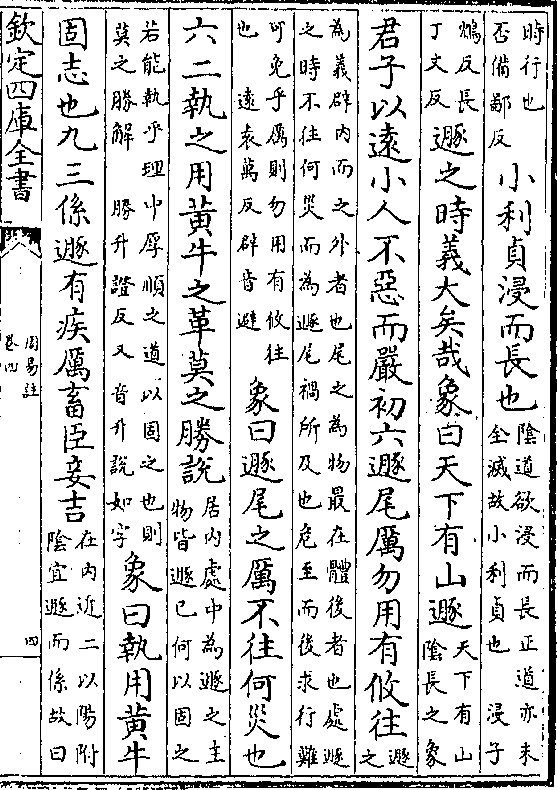 時行也
否備鄙反
小利貞浸而長也
陰道欲浸而長正道亦未
全滅故小利貞也　浸子
鴆反長
丁丈反
遯之時義大矣哉象曰天下有山遯
天下有山
陰長之象
君子以遠小人不惡而嚴初六遯尾厲勿用有攸往
遯
之
為義辟内而之外者也尾之為物最在體後者也處遯
之時不往何災而為遯尾禍所及也危至而後求行難
可免乎厲則勿用有攸往
也　遠袁萬反辟音避
象曰遯尾之厲不往何災也
六二執之用黃牛之革莫之勝說
居内處中為遯之主
物皆遯已何以固之
若能執乎理中厚順之道以固之也則
莫之勝解　勝升證反又音升說如字
象曰執用黃牛
固志也九三係遯有疾厲畜臣妾吉
在内近二以陽附
陰宜遯而係故曰
欽定四庫全書
周易註
卷四
四